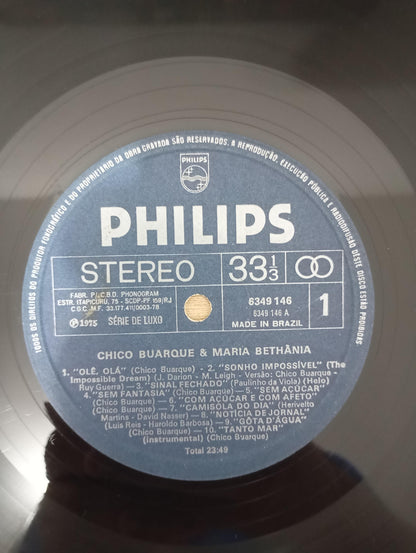 TODOS OS DIREITOS DO PRODUTOR FONOGRÁFICO E DO PROPRIETÁRIO DA OBRA GRAVADA SÃO RESERVADOS. A REPRODUÇÃO, EXECUÇÃO PÚBLICA E RADIODIFUSÃO DESTE DISCO ESTÃO PROIBIDAS
PHILIPS
PHILIPS
STEREO 33 1/3
FABR. P/ C.B.D. PHONOGRAM
ESTR. ITAPICURU, 75 - SCDP-PF 159/RJ
C.G.C. M.F. 33.177.411/0003-78
6349 146
6349 146 A
1
℗ 1975 SÉRIE DE LUXO
MADE IN BRAZIL
CHICO BUARQUE & MARIA BETHÂNIA
1. "OLÊ, OLÁ" (Chico Buarque) - 2. "SONHO IMPOSSÍVEL" (The
Impossible Dream) (J. Darion - M. Leigh - Versão: Chico Buarque -
Ruy Guerra) - 3. "SINAL FECHADO" (Paulinho da Viola) (Halo)
4. "SEM FANTASIA" (Chico Buarque) - 5. "SEM AÇÚCAR"
(Chico Buarque) - 6. "COM AÇÚCAR E COM AFETO"
(Chico Buarque) - 7. "CAMISOLA DO DIA" (Herivelto
Martins - David Nasser) - 8. "NOTÍCIA DE JORNAL"
(Luis Reis - Haroldo Barbosa) - 9. "GÔTA D'ÁGUA"
(Chico Buarque) - 10. "TANTO MAR"
(instrumental) (Chico Buarque)
Total 23:49